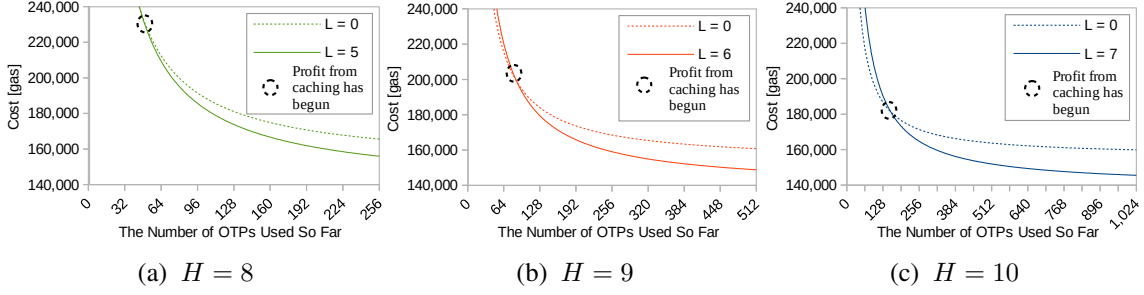 260,000
240,000
220,000
200,000
180,000
160,000
140,000
Cost [gas]
0
32
64
96
128
160
192
224
256
The Number of OTPs Used So Far
L = 0
L = 5
Profit from
caching has
begun
(a) H = 8
240,000
220,000
200,000
180,000
160,000
140,000
Cost [gas]
0
64
128
192
256
320
384
448
512
The Number of OTPs Used So Far
L = 0
L = 6
Profit from
caching has
begun
(b) H = 9
240,000
220,000
200,000
180,000
160,000
140,000
Cost [gas]
0
128
256
384
512
640
768
896
1,024
The Number of OTPs Used So Far
L = 0
L = 7
Profit from
caching has
begun
(c) H = 10